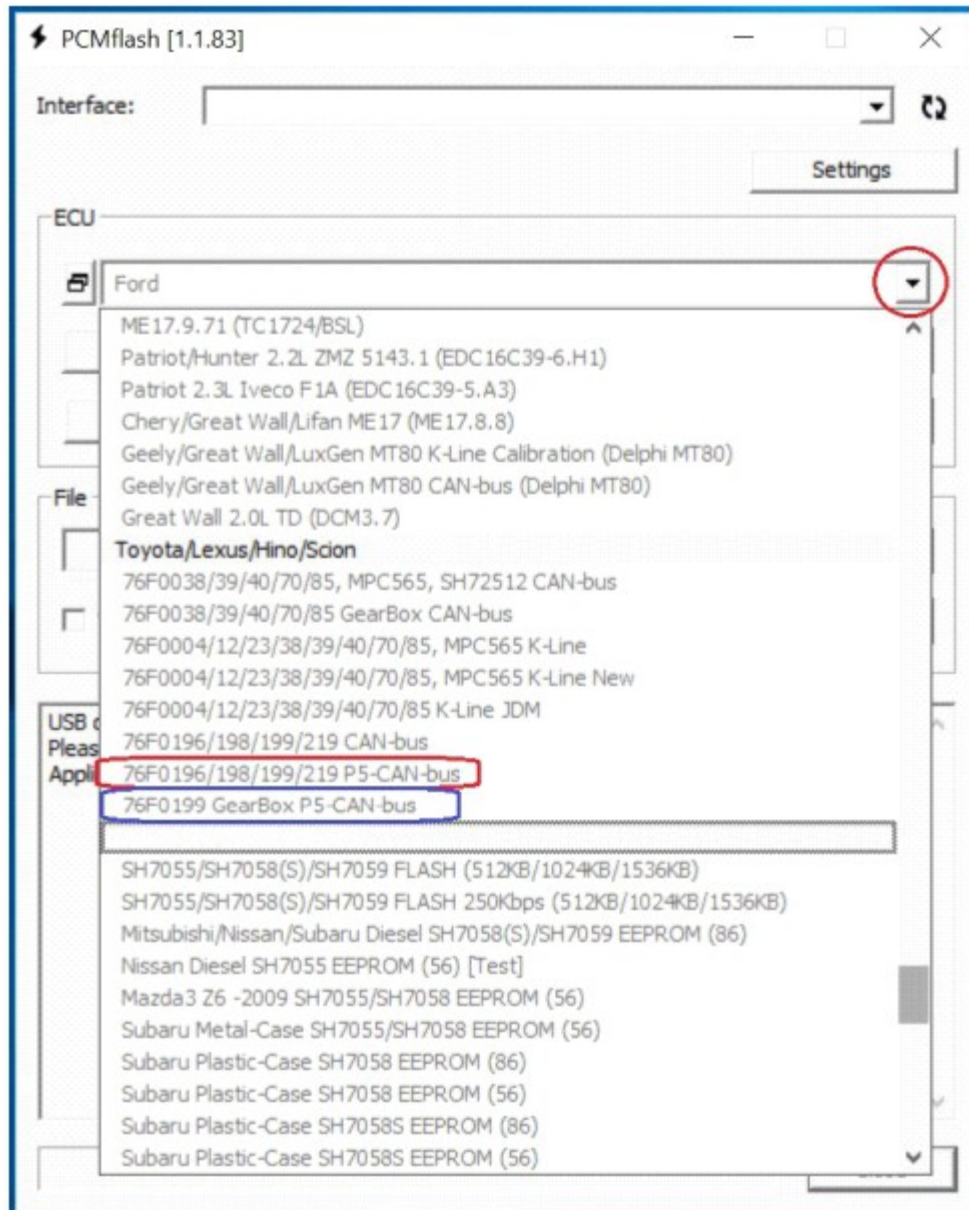 PCMflash [1.1.83]
Interface:
Settings
ECU
Ford
ME17.9.71 (TC1724/BSL)
Patriot/Hunter 2.2L ZMZ 5143.1 (EDC16C39-6.H1)
Patriot 2.3L Iveco F1A (EDC16C39-5.A3)
Chery/Great Wall/Lifan ME17 (ME17.8.8)
Geely/Great Wall/LuxGen MT80 K-Line Calibration (Delphi MT80)
Geely/Great Wall/LuxGen MT80 CAN-bus (Delphi MT80)
File
Great Wall 2.0L TD (DCM3.7)
Toyota/Lexus/Hino/Scion
76F0038/39/40/70/85, MPC565, SH72512 CAN-bus
76F0038/39/40/70/85 GearBox CAN-bus
76F0004/12/23/38/39/40/70/85, MPC565 K-Line
76F0004/12/23/38/39/40/70/85, MPC565 K-Line New
76F0004/12/23/38/39/40/70/85 K-Line JDM
USB
76F0196/198/199/219 CAN-bus
Pleas
76F0196/198/199/219 P5-CAN-bus
Appli
76F0199 GearBox P5-CAN-bus
SH7055/SH7058(S)/SH7059 FLASH (512KB/1024KB/1536KB)
SH7055/SH7058(S)/SH7059 FLASH 250Kbps (512KB/1024KB/1536KB)
Mitsubishi/Nissan/Subaru Diesel SH7058(S)/SH7059 EEPROM (86)
Nissan Diesel SH7055 EEPROM (56) [Test]
Mazda3 Z6 -2009 SH7055/SH7058 EEPROM (56)
Subaru Metal-Case SH7055/SH7058 EEPROM (56)
Subaru Plastic-Case SH7058 EEPROM (86)
Subaru Plastic-Case SH7058 EEPROM (56)
Subaru Plastic-Case SH7058S EEPROM (86)
Subaru Plastic-Case SH7058S EEPROM (56)